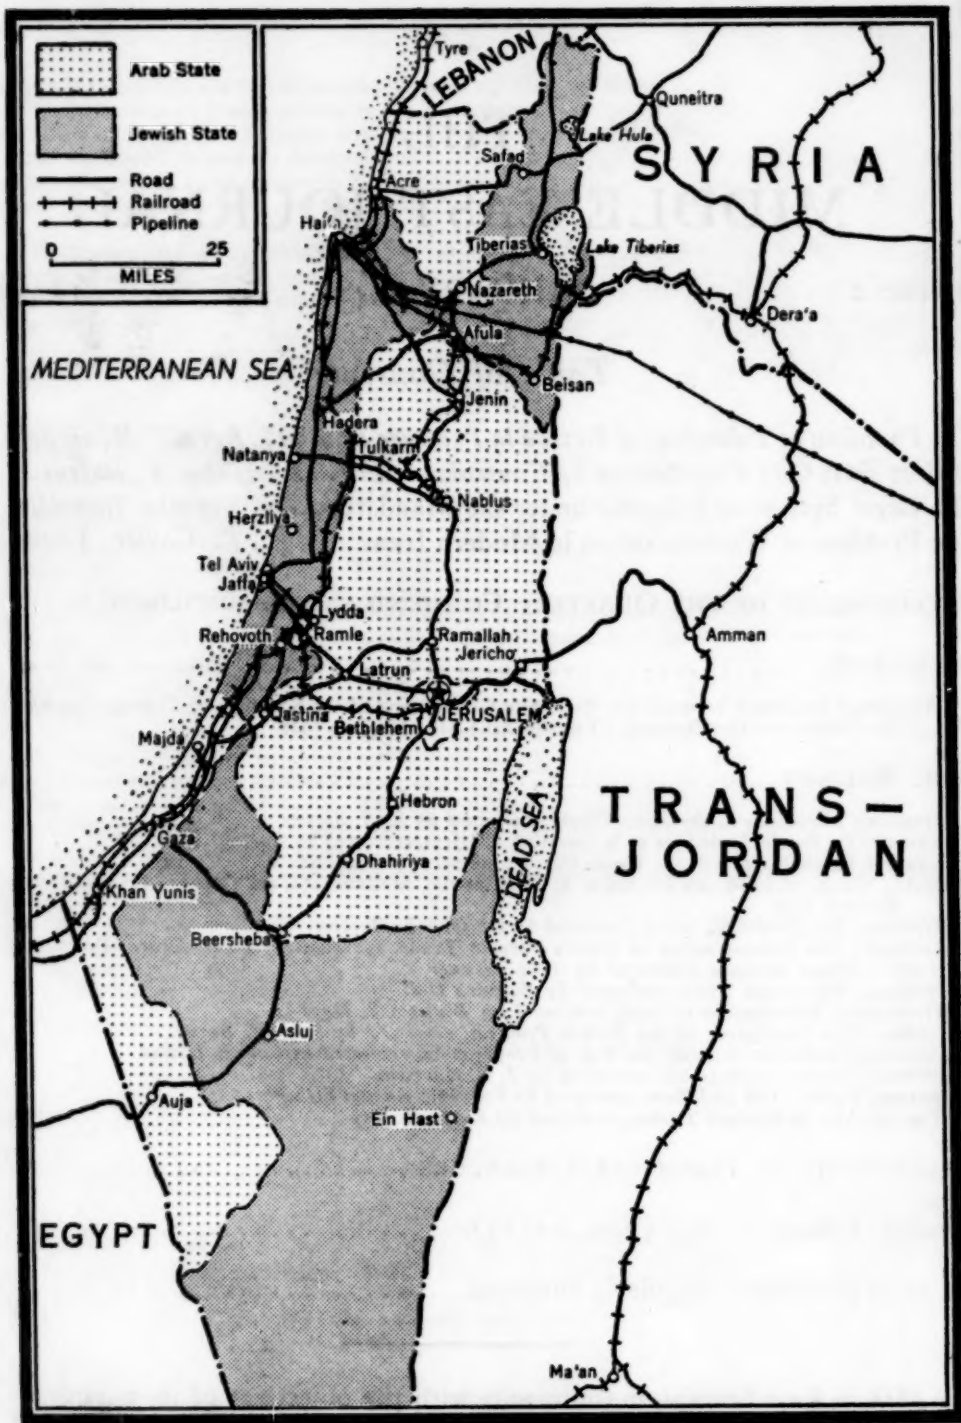 Arab State
Jewish State
Road
Railroad
Pipeline
0 25
MILES
Tyre
LEBANON
Quneitra
Lake Hula
Safad
SYRIA
Acre
Haifa
Tiberias
Lake Tiberias
Nazareth
Dera'a
Afula
MEDITERRANEAN SEA
Beisan
Jenin
Hadera
Tulkarm
Natanya
Nablus
Herzliya
Tel Aviv
Jaffa
Lydda
Rehovoth
Ramle
Ramallah
Amman
Jericho
Latrun
Qastina
JERUSALEM
Bethlehem
Majdal
Hebron
TRANS-
JORDAN
DEAD SEA
Gaza
Dhahiriya
Khan Yunis
Beersheba
Asluj
Auja
Ein Hast
EGYPT
Ma'an